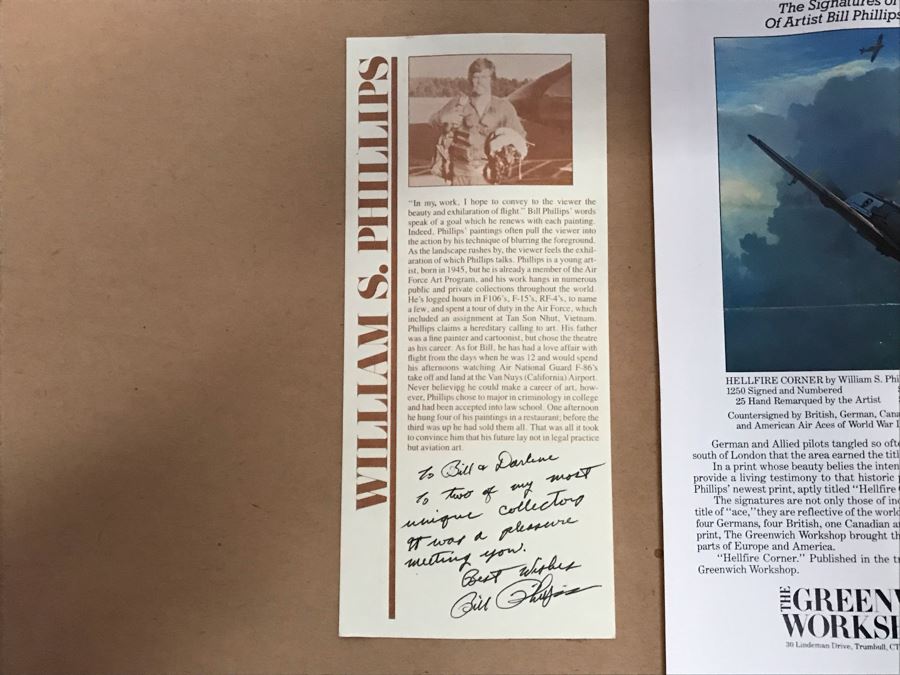 WILLIAM S. PHILLIPS
"In my, work, I hope to convey to the viewer the
beauty and exhilaration of flight." Bill Phillips' words
speak of a goal which he renews with each painting.
Indeed, Phillips' paintings often pull the viewer into
the action by his technique of blurring the foreground.
As the landscape rushes by, the viewer feels the exhil-
aration of which Phillips talks. Phillips is a young art-
ist, born in 1945, but he is already a member of the Air
Force Art Program, and his work hangs in numerous
public and private collections throughout the world.
He's logged hours in F106's, F-15's, RF-4's, to name
a few, and spent a tour of duty in the Air Force, which
included an assignment at Tan Son Nhut, Vietnam.
Phillips claims a hereditary calling to art. His father
was a fine painter and cartoonist, but chose the theatre
as his career. As for Bill, he has had a love affair with
flight from the days when he was 12 and would spend
his afternoons watching Air National Guard F-86's
take off and land at the Van Nuys (California) Airport.
Never believing he could make a career of art, how-
ever, Phillips chose to major in criminology in college
and had been accepted into law school. One afternoon
he hung four of his paintings in a restaurant; before the
third was up he had sold them all. That was all it took
to convince him that his future lay not in legal practice
but aviation art.
To Bill & Darlene
To two of my most
unique collectors
It was a pleasure
meeting you.
Best Wishes
Bill Phillips
The Signatures of
Of Artist Bill Phillips
HELLFIRE CORNER by William S. Phi
1250 Signed and Numbered
25 Hand Remarqued by the Artist
Countersigned by British, German, Cana
and American Air Aces of World War I
German and Allied pilots tangled so ofte
south of London that the area earned the titl
In a print whose beauty belies the inten
provide a living testimony to that historic
Phillips' newest print, aptly titled "Hellfire
The signatures are not only those of in
title of "ace," they are reflective of the world
four Germans, four British, one Canadian a
print, The Greenwich Workshop brought th
parts of Europe and America.
"Hellfire Corner." Published in the t
Greenwich Workshop.
THE GREEN
WORKS
30 Lindeman Drive, Trumbull, CT